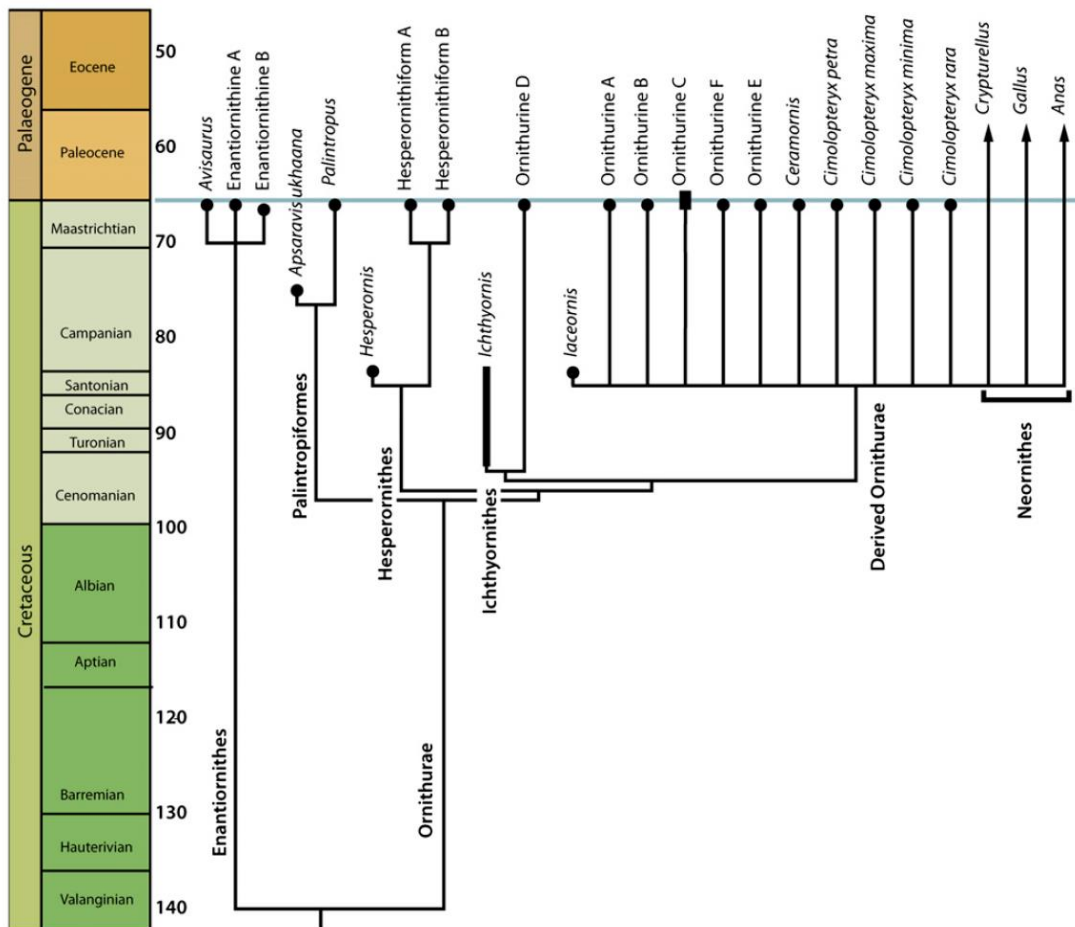 Palaeogene
Cretaceous
Eocene
Paleocene
Maastrichtian
Campanian
Santonian
Conacian
Turonian
Cenomanian
Albian
Aptian
Barremian
Hauterivian
Valanginian
50
60
70
80
90
100
110
120
130
140
Avisaurus
Enantiornithine A
Enantiornithine B
Apsaravis ukhaana
Palintropus
Hesperornis
Hesperornithiform A
Hesperornithiform B
Ichthyornis
Ornithurine D
Iaceornis
Ornithurine A
Ornithurine B
Ornithurine C
Ornithurine F
Ornithurine E
Ceramornis
Cimolopteryx petra
Cimolopteryx maxima
Cimolopteryx minima
Cimolopteryx rara
Crypturellus
Gallus
Anas
Enantiornithes
Palintropiformes
Hesperornithes
Ornithurae
Ichthyornithes
Derived Ornithurae
Neornithes